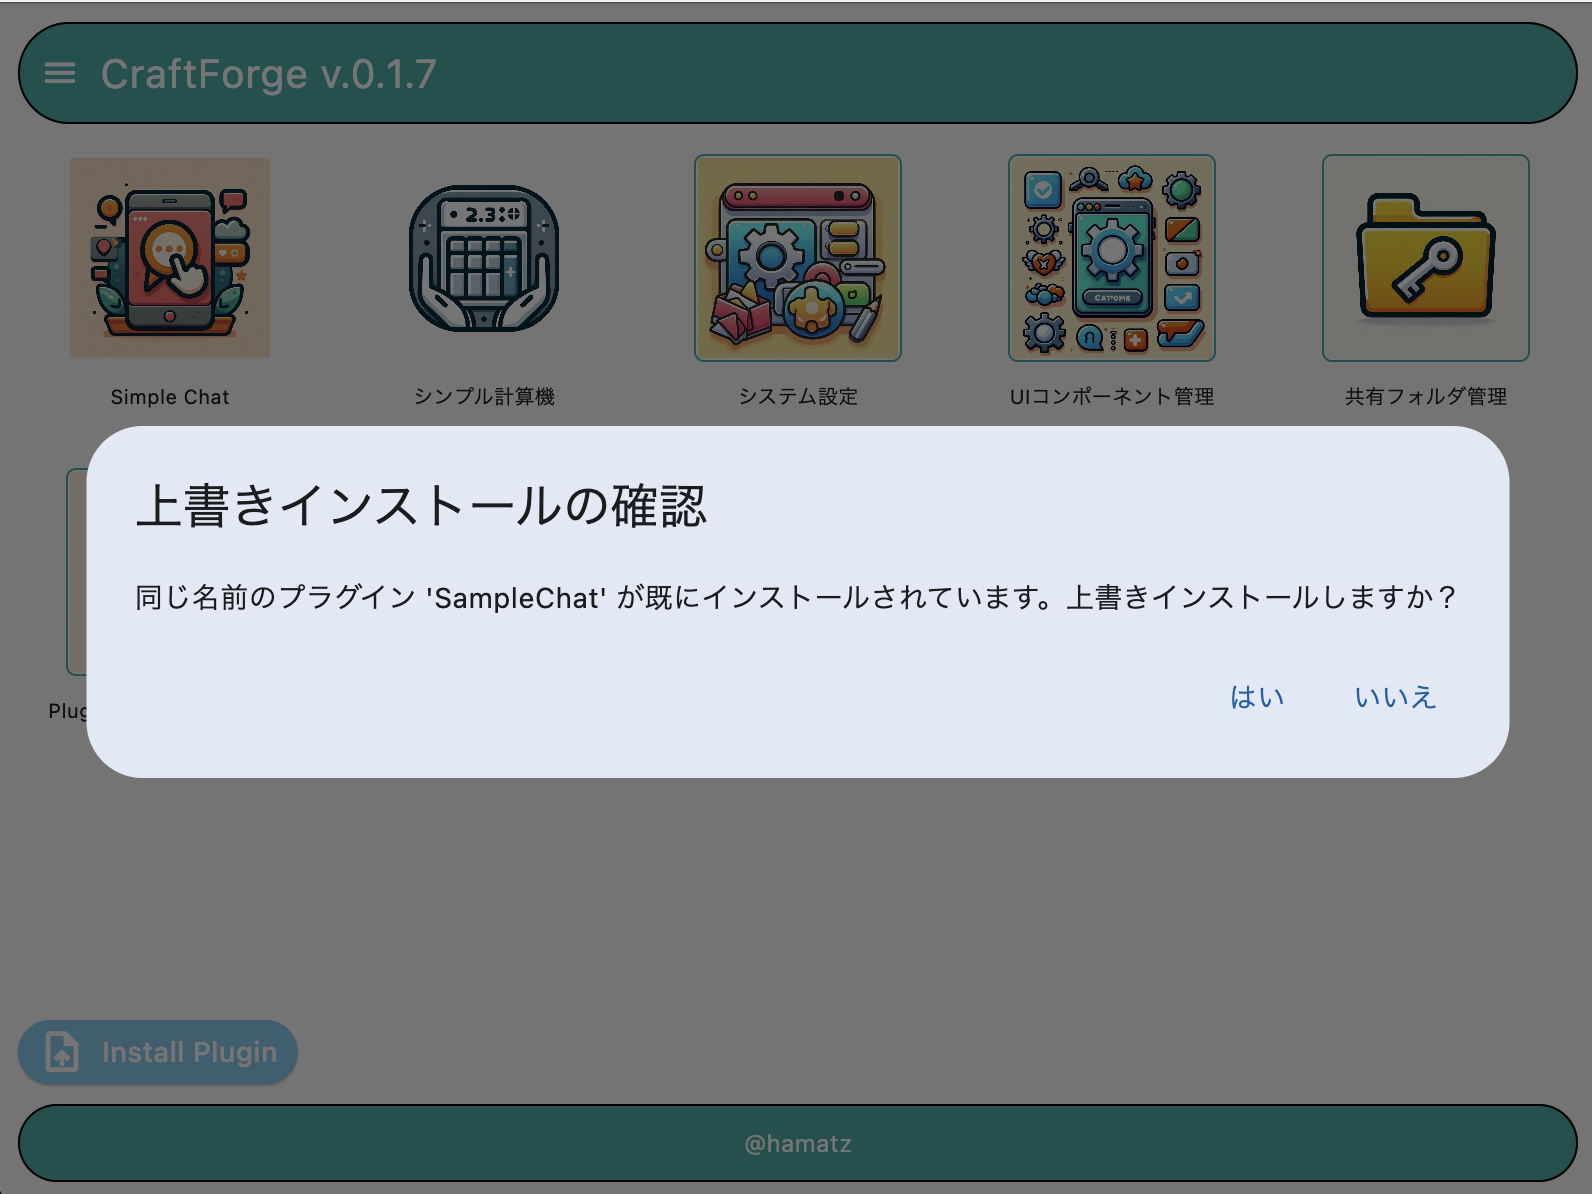 CraftForge v.0.1.7
2.3:
CATOMS
Simple Chat
シンプル計算機
システム設定
UIコンポーネント管理
共有フォルダ管理
上書きインストールの確認
同じ名前のプラグイン 'SampleChat' が既にインストールされています。上書きインストールしますか？
はい いいえ
Plug
Install Plugin
@hamatz